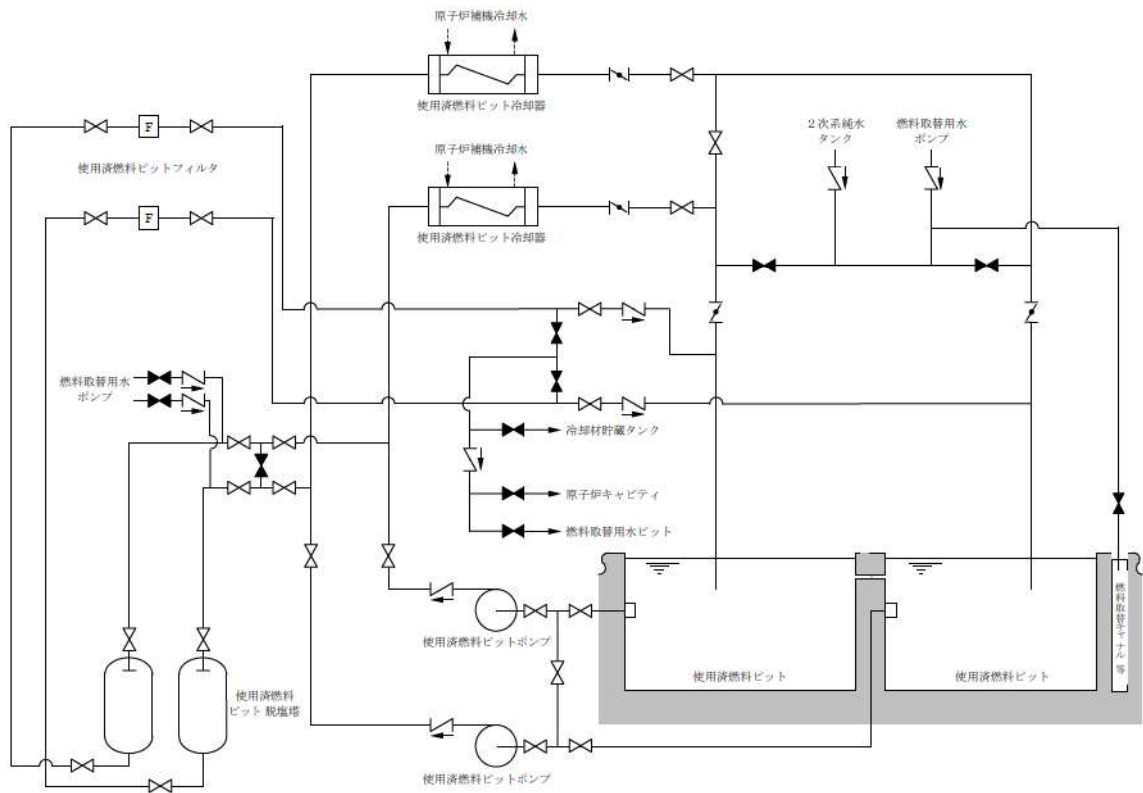 原子炉補機冷却水
使用済燃料ピット冷却器
2次系純水
タンク
燃料取替用水
ポンプ
F
使用済燃料ピットフィルタ
原子炉補機冷却水
使用済燃料ピット冷却器
F
燃料取替用水
ポンプ
冷却材貯蔵タンク
原子炉キャビティ
燃料取替用水ピット
使用済燃料ピットポンプ
使用済燃料ピット
使用済燃料ピット
燃料取替キャナル等
使用済燃料
ピット脱塩塔
使用済燃料ピットポンプ